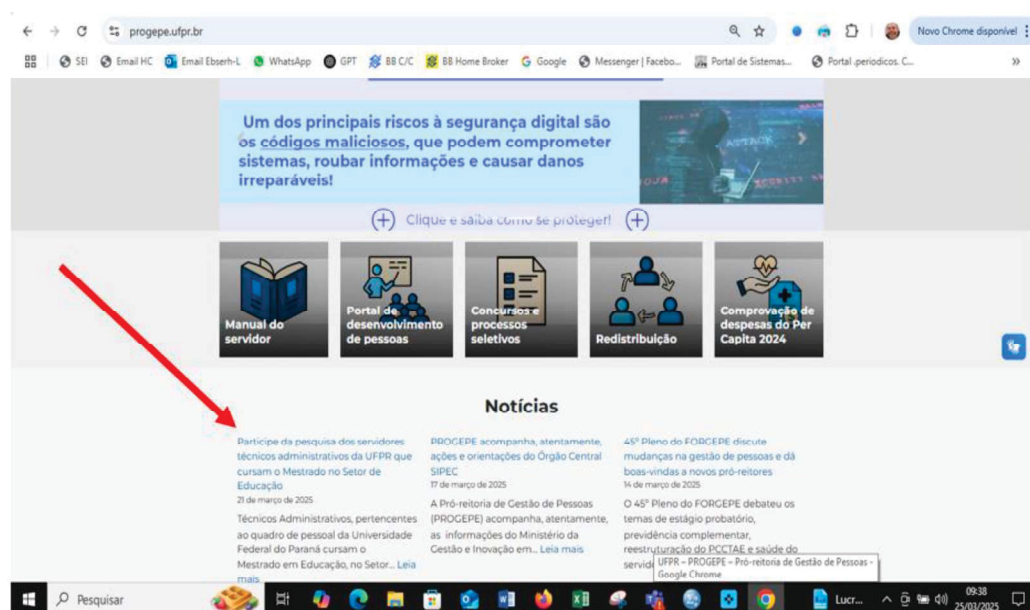 progepe.ufpr.br
Novo Chrome disponível
SEI Email HC Email Ebserh-L WhatsApp GPT BB C/C BB Home Broker Google Messenger | Facebo... Portal de Sistemas... Portal .periodicos. C...
Um dos principais riscos à segurança digital são
os códigos maliciosos, que podem comprometer
sistemas, roubar informações e causar danos
irreparáveis!
ATTACK
Clique e saiba como se proteger!
Manual do
servidor
Portal de
desenvolvimento
de pessoas
Concursos e
processos
seletivos
Redistribuição
Comprovação de
despesas do Per
Capita 2024
Notícias
Participe da pesquisa dos servidores
técnicos administrativos da UFPR que
cursam o Mestrado no Setor de
Educação
21 de março de 2025
Técnicos Administrativos, pertencentes
ao quadro de pessoal da Universidade
Federal do Paraná cursam o
Mestrado em Educação, no Setor... Leia
mais
PROGEPE acompanha, atentamente,
ações e orientações do Órgão Central
SIPEC
17 de março de 2025
A Pró-reitoria de Gestão de Pessoas
(PROGEPE) acompanha, atentamente,
as informações do Ministério da
Gestão e Inovação em... Leia mais
45º Pleno do FORGEPE discute
mudanças na gestão de pessoas e dá
boas-vindas a novos pró-reitores
14 de março de 2025
O 45º Pleno do FORGEPE debateu os
temas de estágio probatório,
previdência complementar,
reestruturação do PCCTAE e saúde do
servid
UFPR – PROGEPE – Pró-reitoria de Gestão de Pessoas -
Google Chrome
Pesquisar
Lucr...
09:38
25/03/2025